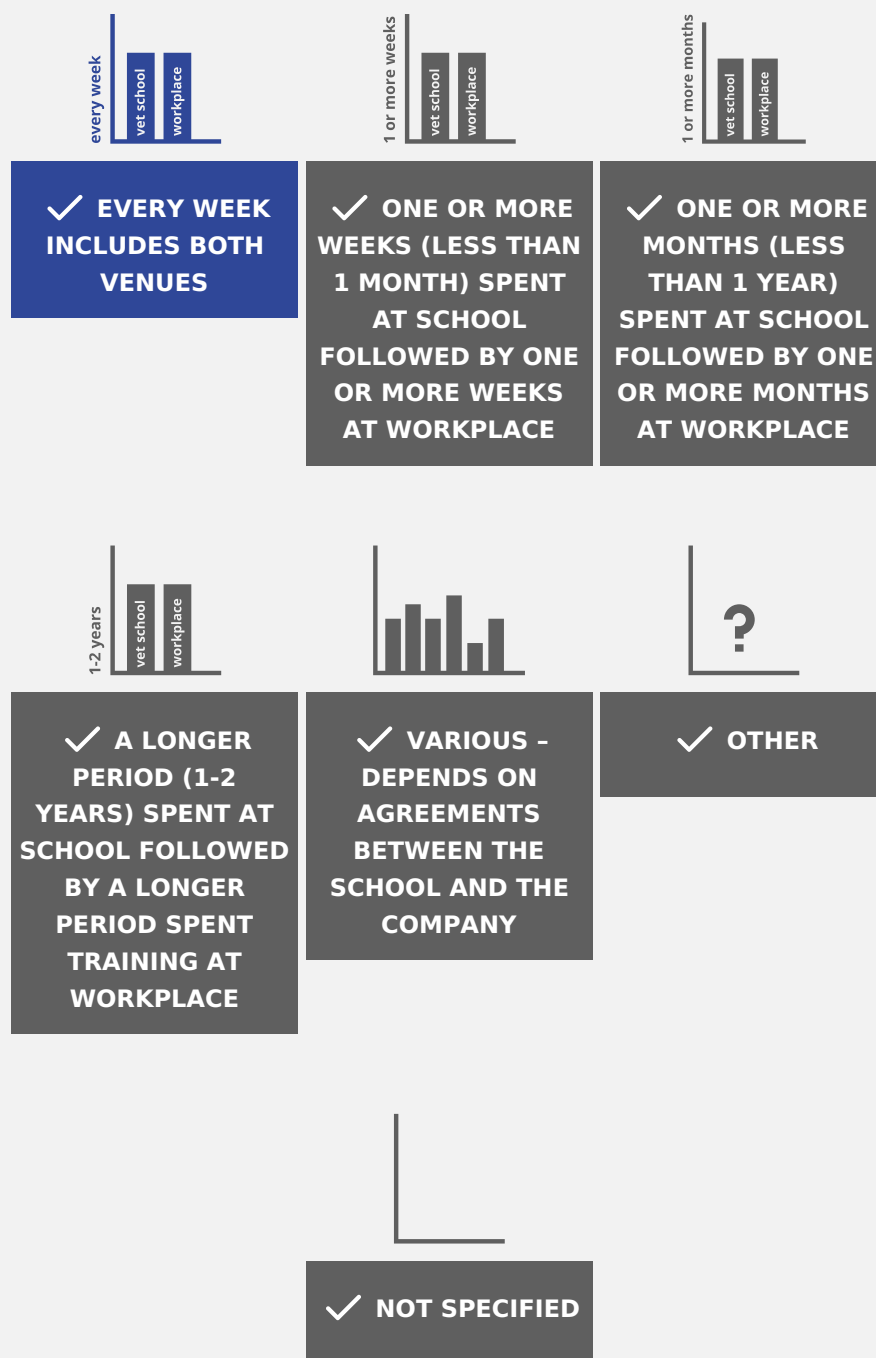 every week
vet school
workplace
✓ EVERY WEEK
INCLUDES BOTH
VENUES
1 or more weeks
vet school
workplace
✓ ONE OR MORE
WEEKS (LESS THAN
1 MONTH) SPENT
AT SCHOOL
FOLLOWED BY ONE
OR MORE WEEKS
AT WORKPLACE
1 or more months
vet school
workplace
✓ ONE OR MORE
MONTHS (LESS
THAN 1 YEAR)
SPENT AT SCHOOL
FOLLOWED BY ONE
OR MORE MONTHS
AT WORKPLACE
1-2 years
vet school
workplace
✓ A LONGER
PERIOD (1-2
YEARS) SPENT AT
SCHOOL FOLLOWED
BY A LONGER
PERIOD SPENT
TRAINING AT
WORKPLACE
✓ VARIOUS –
DEPENDS ON
AGREEMENTS
BETWEEN THE
SCHOOL AND THE
COMPANY
?
✓ OTHER
✓ NOT SPECIFIED